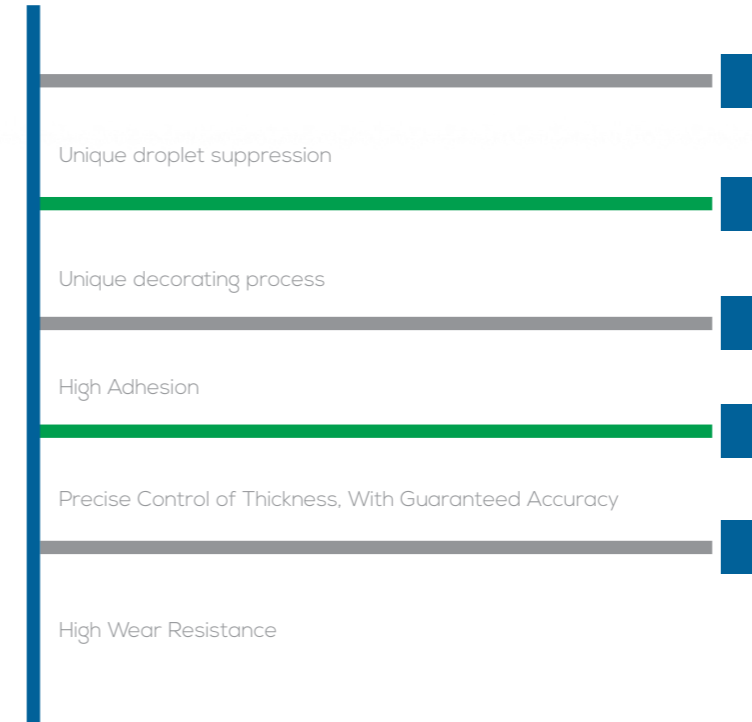 Unique droplet suppression
Unique decorating process
High Adhesion
Precise Control of Thickness, With Guaranteed Accuracy
High Wear Resistance